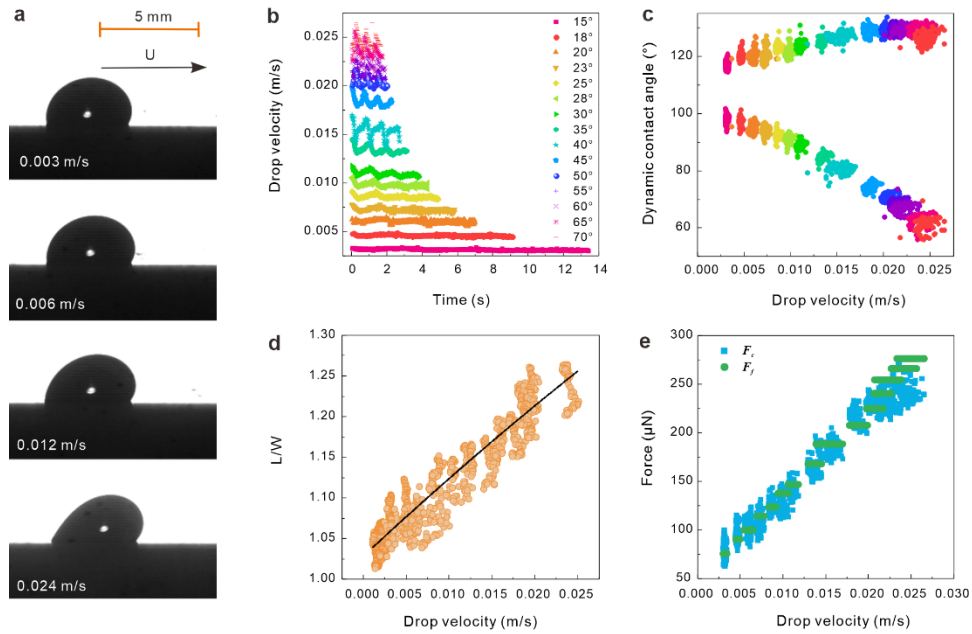 a
5 mm
U
0.003 m/s
0.006 m/s
0.012 m/s
0.024 m/s
b
Drop velocity (m/s)
0.025
0.020
0.015
0.010
0.005
0 2 4 6 8 10 12 14
Time (s)
15°
18°
20°
23°
25°
28°
30°
35°
40°
45°
50°
55°
60°
65°
70°
c
Dynamic contact angle (°)
120
100
80
60
0.000 0.005 0.010 0.015 0.020 0.025
Drop velocity (m/s)
d
L/W
1.30
1.25
1.20
1.15
1.10
1.05
1.00
0.000 0.005 0.010 0.015 0.020 0.025
Drop velocity (m/s)
e
Force (μN)
300
250
200
150
100
50
F_c
F_f
0.000 0.005 0.010 0.015 0.020 0.025 0.030
Drop velocity (m/s)